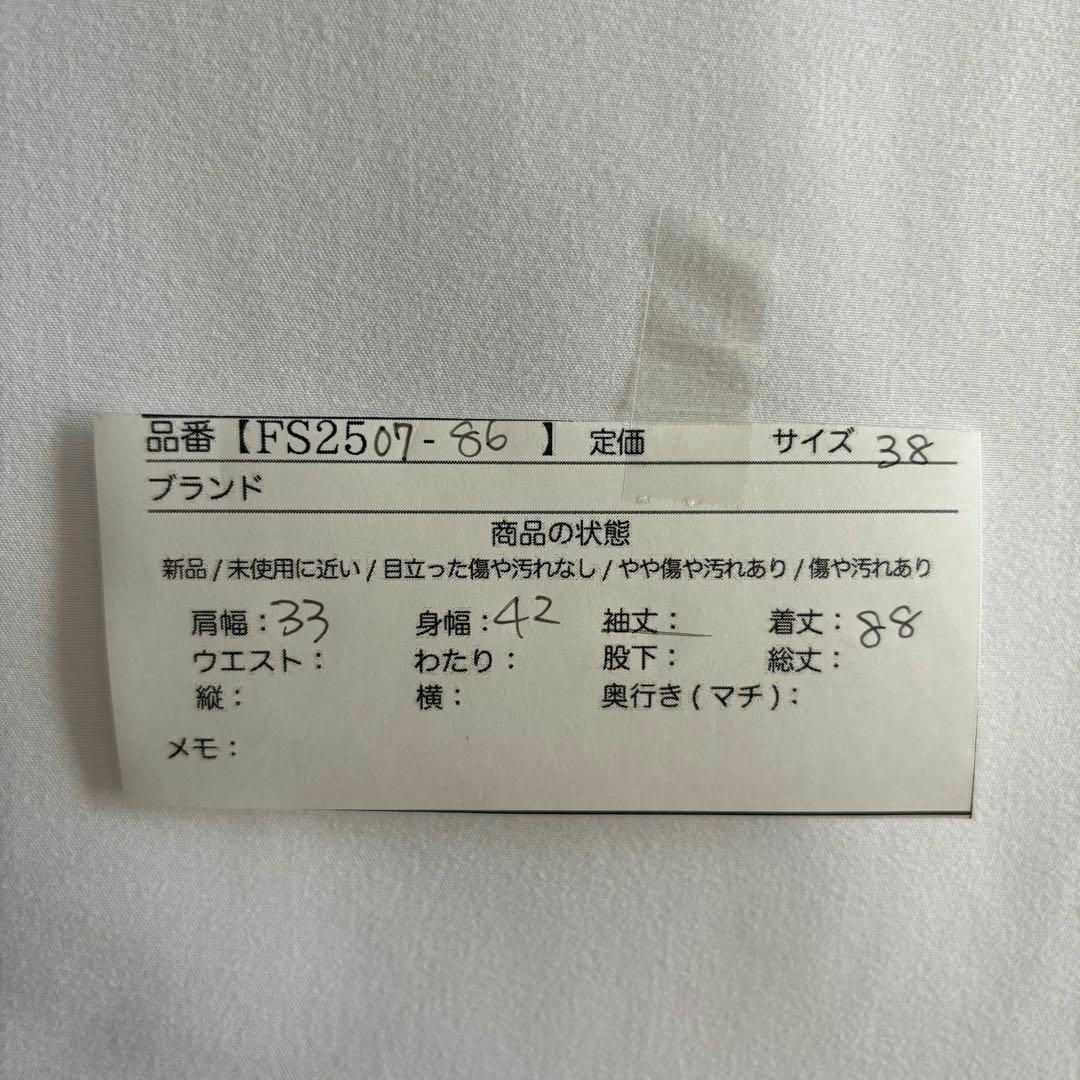 品番【FS2507-86 】 定価 サイズ 38
ブランド
商品の状態
新品 / 未使用に近い / 目立った傷や汚れなし / やや傷や汚れあり / 傷や汚れあり
肩幅：33 身幅：42 袖丈： 着丈：88
ウエスト： わたり： 股下： 総丈：
縦： 横： 奥行き ( マチ )：
メモ：